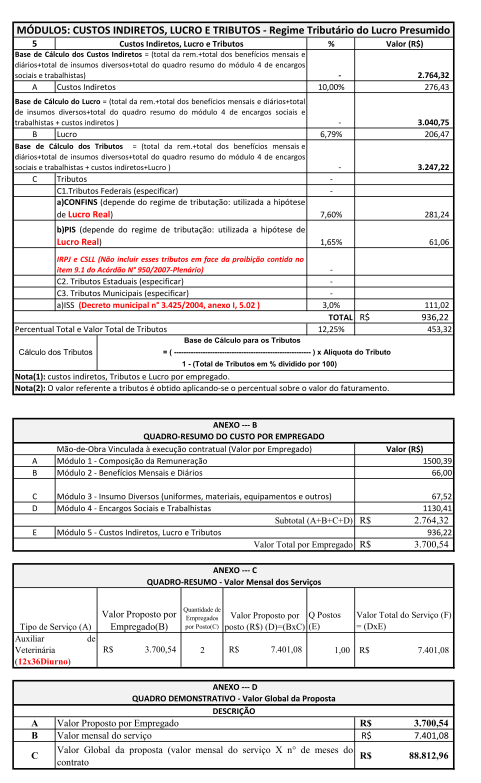 MÓDULO5: CUSTOS INDIRETOS, LUCRO E TRIBUTOS - Regime Tributário do Lucro Presumido
5 Custos Indiretos, Lucro e Tributos % Valor (R$)
Base de Cálculo dos Custos Indiretos = (total da rem.+total dos benefícios mensais e
diários+total de insumos diversos+total do quadro resumo do módulo 4 de encargos
sociais e trabalhistas) - 2.764,32
A Custos Indiretos 10,00% 276,43
Base de Cálculo do Lucro = (total da rem.+total dos benefícios mensais e diários+total
de insumos diversos+total do quadro resumo do módulo 4 de encargos sociais e
trabalhistas + custos indiretos ) - 3.040,75
B Lucro 6,79% 206,47
Base de Cálculo dos Tributos = (total da rem.+total dos benefícios mensais e
diários+total de insumos diversos+total do quadro resumo do módulo 4 de encargos
sociais e trabalhistas + custos indiretos+Lucro ) - 3.247,22
C Tributos -
C1.Tributos Federais (especificar) -
a)CONFINS (depende do regime de tributação: utilizada a hipótese
de Lucro Real) 7,60% 281,24
b)PIS (depende do regime de tributação: utilizada a hipótese de
Lucro Real) 1,65% 61,06
IRPJ e CSLL (Não incluir esses tributos em face da proibição contida no
item 9.1 do Acórdão N° 950/2007-Plenário) -
C2. Tributos Estaduais (especificar) -
C3. Tributos Municipais (especificar) -
a)ISS (Decreto municipal n° 3.425/2004, anexo I, 5.02 ) 3,0% 111,02
TOTAL R$ 936,22
Percentual Total e Valor Total de Tributos 12,25% 453,32
Base de Cálculo para os Tributos
Cálculo dos Tributos = ( ------------------------------------------------- ) x Alíquota do Tributo
1 - (Total de Tributos em % dividido por 100)
Nota(1): custos indiretos, Tributos e Lucro por empregado.
Nota(2): O valor referente a tributos é obtido aplicando-se o percentual sobre o valor do faturamento.
ANEXO --- B
QUADRO-RESUMO DO CUSTO POR EMPREGADO
Mão-de-Obra Vinculada à execução contratual (Valor por Empregado) Valor (R$)
A Módulo 1 - Composição da Remuneração 1500,39
B Módulo 2 - Benefícios Mensais e Diários 66,00
C Módulo 3 - Insumo Diversos (uniformes, materiais, equipamentos e outros) 67,52
D Módulo 4 - Encargos Sociais e Trabalhistas 1130,41
Subtotal (A+B+C+D) R$ 2.764,32
E Módulo 5 - Custos Indiretos, Lucro e Tributos 936,22
Valor Total por Empregado R$ 3.700,54
ANEXO --- C
QUADRO-RESUMO - Valor Mensal dos Serviços
Tipo de Serviço (A) Valor Proposto por Empregado(B) Quantidade de Empregados por Posto(C) Valor Proposto por posto (R$) (D)=(BxC) Q Postos (E) Valor Total do Serviço (F) = (DxE)
Auxiliar de
Veterinária R$ 3.700,54 2 R$ 7.401,08 1,00 R$ 7.401,08
(12x36Diurno)
ANEXO --- D
QUADRO DEMONSTRATIVO - Valor Global da Proposta
DESCRIÇÃO
A Valor Proposto por Empregado R$ 3.700,54
B Valor mensal do serviço R$ 7.401,08
C Valor Global da proposta (valor mensal do serviço X n° de meses do
contrato R$ 88.812,96